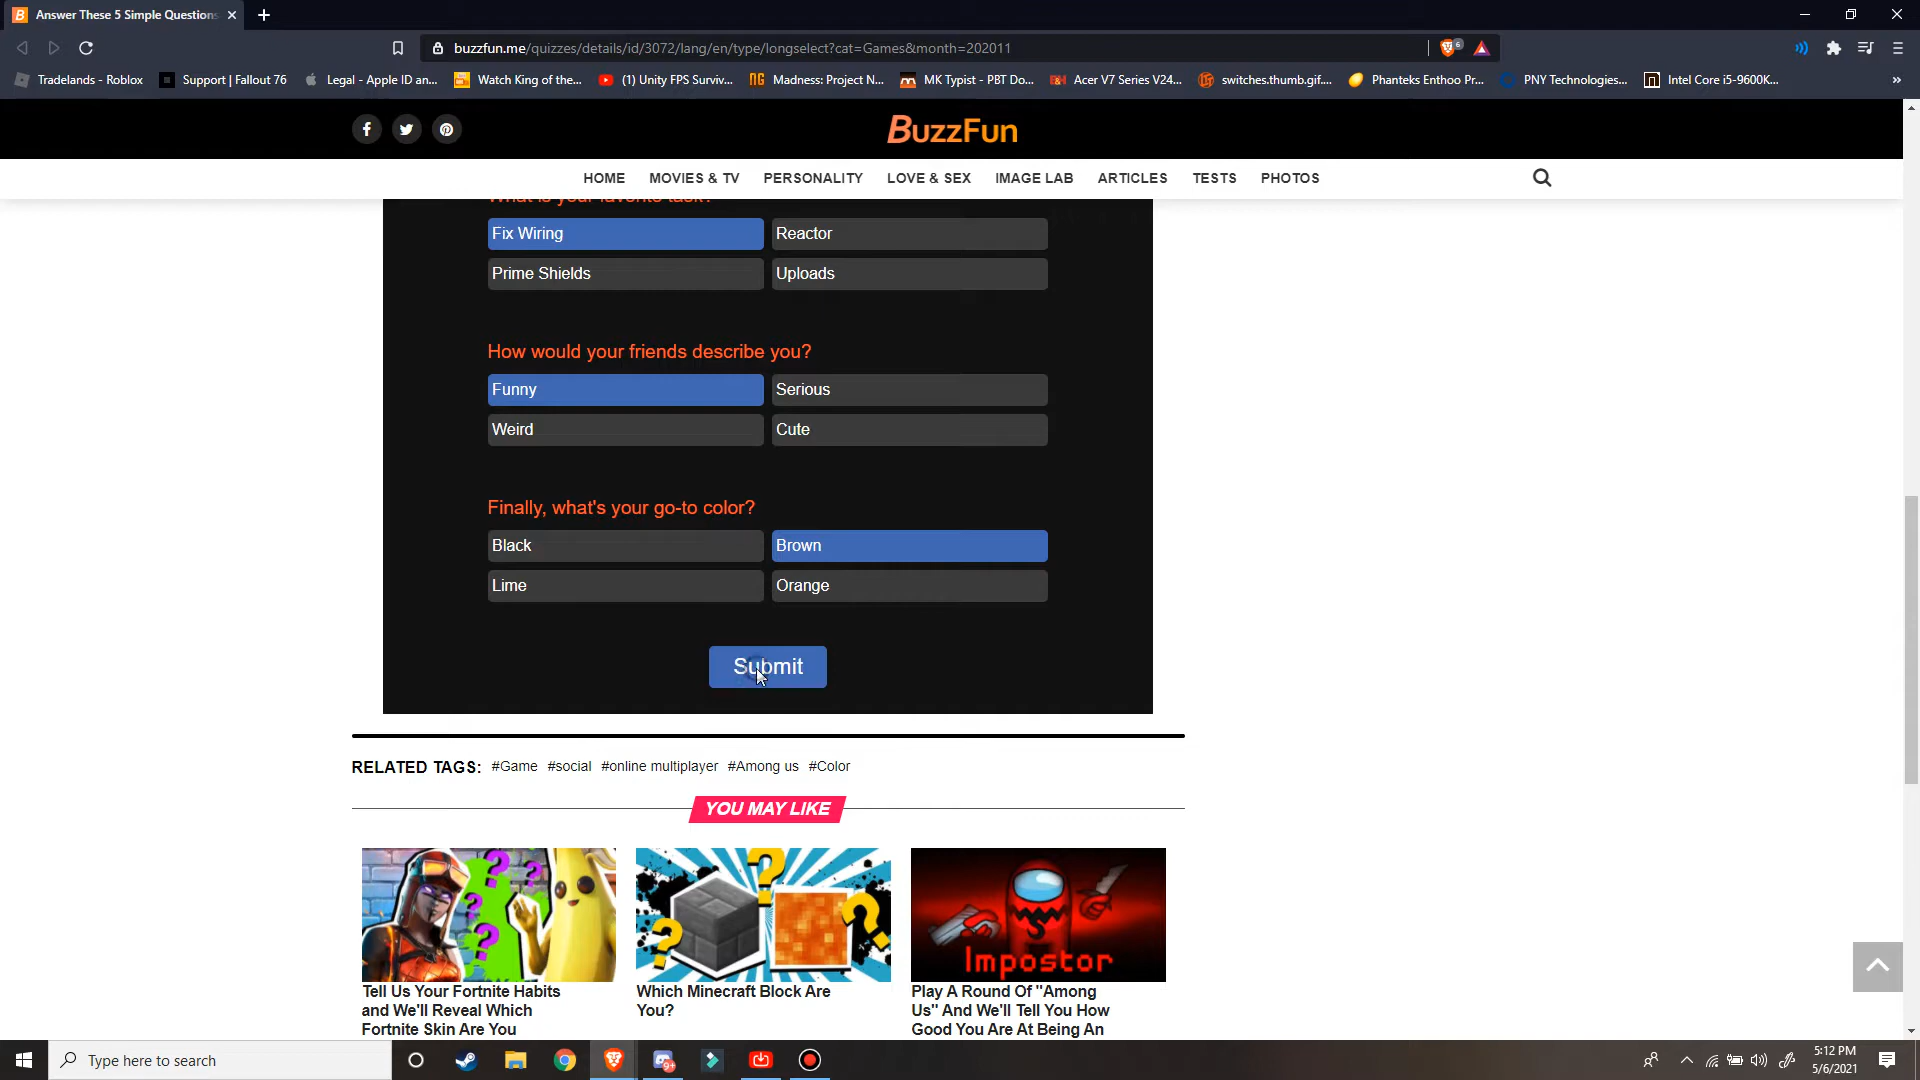 Answer These 5 Simple Questions
buzzfun.me/quizzes/details/id/3072/lang/en/type/longselect?cat=Games&month=202011
6
Tradelands - Roblox
Support | Fallout 76
Legal - Apple ID an...
Watch King of the...
(1) Unity FPS Surviv...
Madness: Project N...
MK Typist - PBT Do...
Acer V7 Series V24...
switches.thumb.gif....
Phanteks Enthoo Pr...
PNY Technologies...
Intel Core i5-9600K...
BuzzFun
HOME MOVIES & TV PERSONALITY LOVE & SEX IMAGE LAB ARTICLES TESTS PHOTOS
What is your favorite task?
Fix Wiring
Reactor
Prime Shields
Uploads
How would your friends describe you?
Funny
Serious
Weird
Cute
Finally, what's your go-to color?
Black
Brown
Lime
Orange
Submit
RELATED TAGS: #Game #social #online multiplayer #Among us #Color
YOU MAY LIKE
Impostor
Tell Us Your Fortnite Habits
and We'll Reveal Which
Fortnite Skin Are You
Which Minecraft Block Are
You?
Play A Round Of "Among
Us" And We'll Tell You How
Good You Are At Being An
Type here to search
9+
5:12 PM
5/6/2021